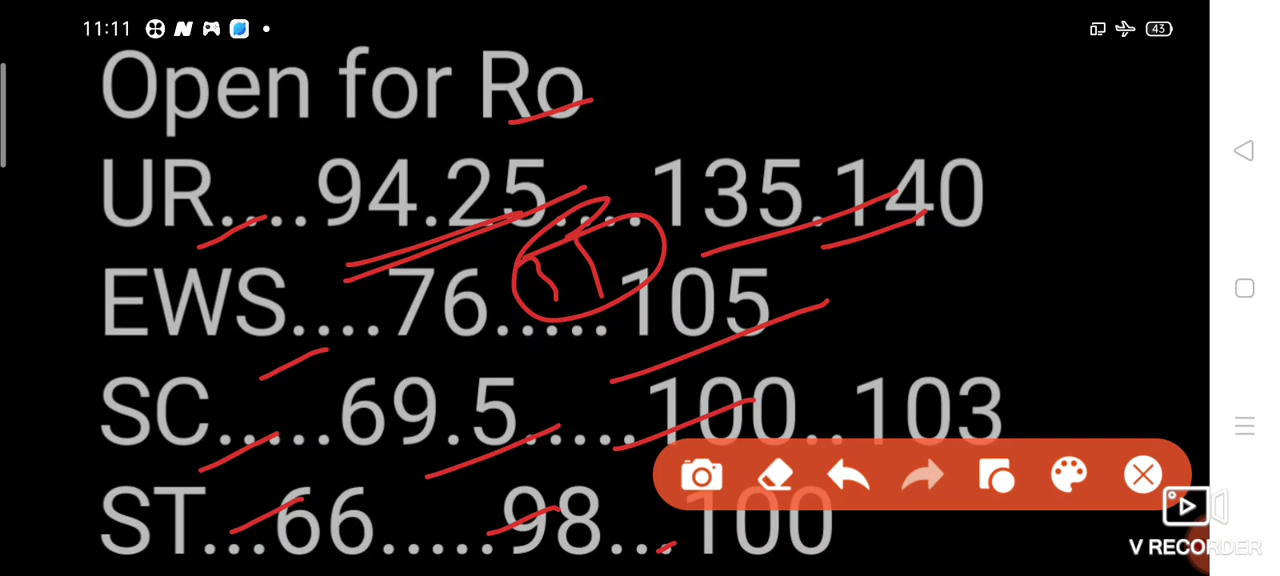 11:11
43
Open for Ro
UR....94.25.....135.140
EWS....76.....105
SC.....69.5.....100..103
ST...66.....98...100
V RECORDER